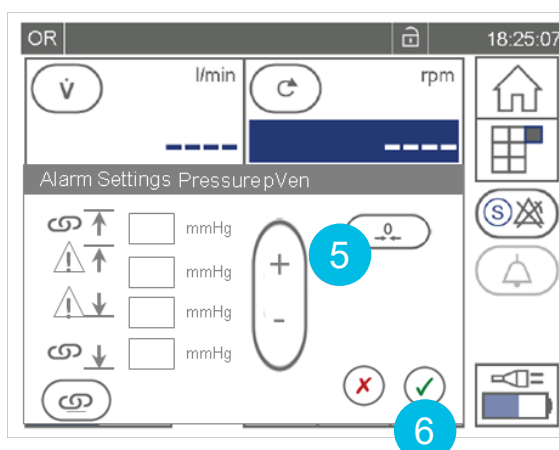 OR 18:25:07
V̇ l/min rpm
---- ----
Alarm Settings PressurepVen
mmHg
mmHg
mmHg
mmHg
+
-
0
5
S
6